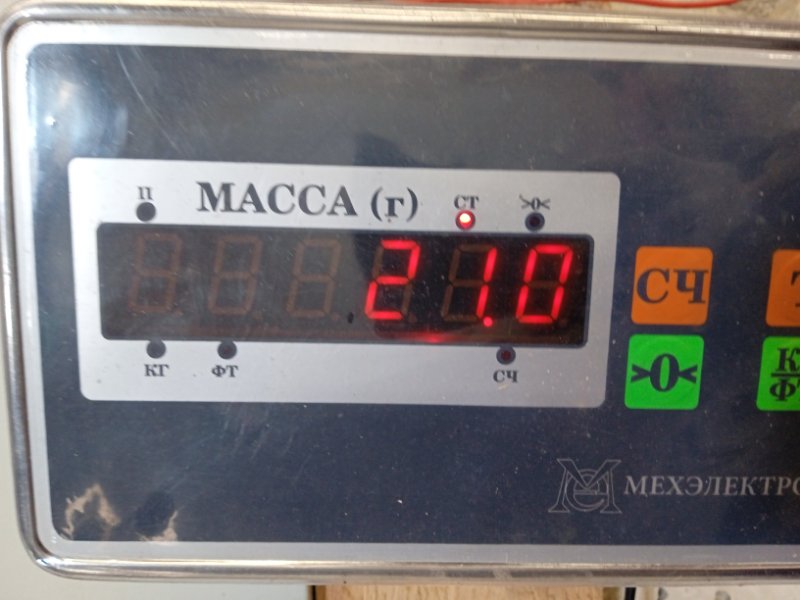 П МАССА (г) СТ >0<
21.0
КГ ФТ СЧ
СЧ
>0<
МЕХЭЛЕКТРО